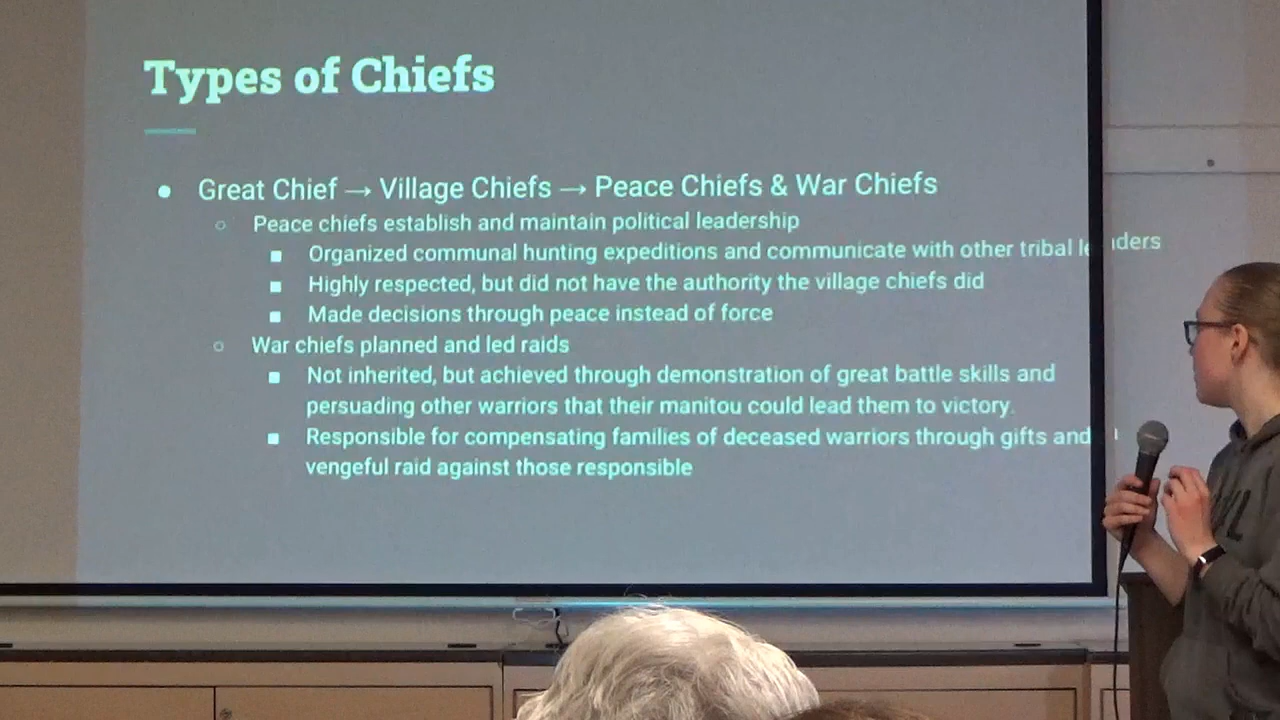 Types of Chiefs
● Great Chief → Village Chiefs → Peace Chiefs & War Chiefs
○ Peace chiefs establish and maintain political leadership
■ Organized communal hunting expeditions and communicate with other tribal leaders
■ Highly respected, but did not have the authority the village chiefs did
■ Made decisions through peace instead of force
○ War chiefs planned and led raids
■ Not inherited, but achieved through demonstration of great battle skills and
persuading other warriors that their manitou could lead them to victory.
■ Responsible for compensating families of deceased warriors through gifts and
vengeful raid against those responsible